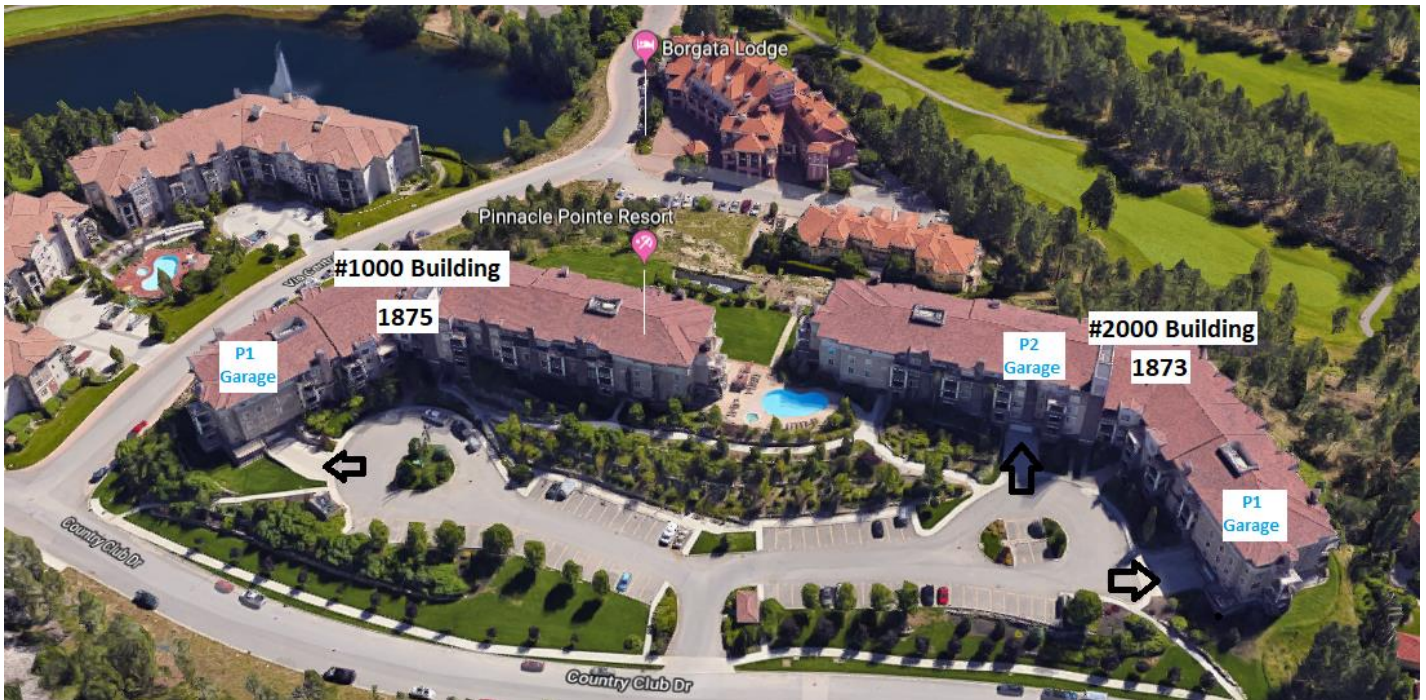 Borgata Lodge
Pinnacle Pointe Resort
#1000 Building
1875
P1
Garage
#2000 Building
1873
P2
Garage
P1
Garage
Country Club Dr
Country Club Dr